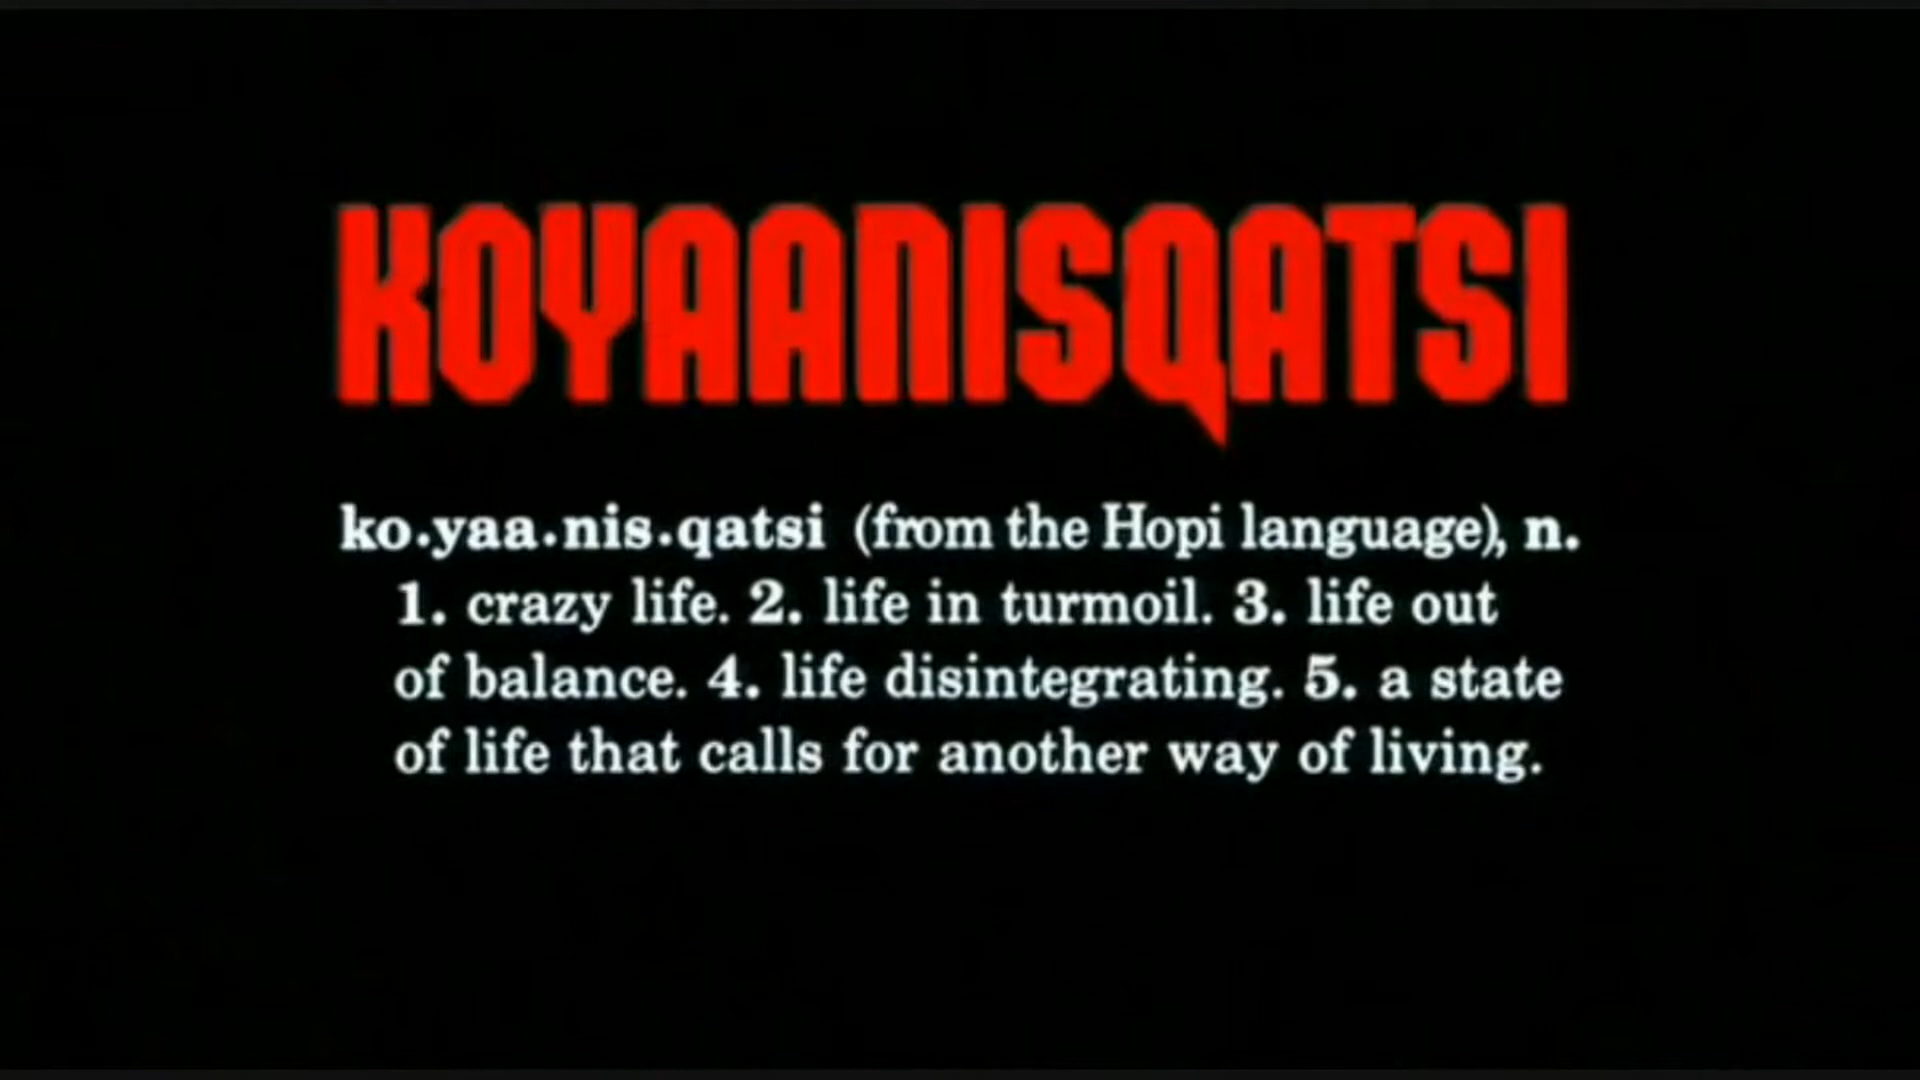 KOYAANISQATSI
ko.yaa.nis.qatsi (from the Hopi language), n.
1. crazy life. 2. life in turmoil. 3. life out
of balance. 4. life disintegrating. 5. a state
of life that calls for another way of living.